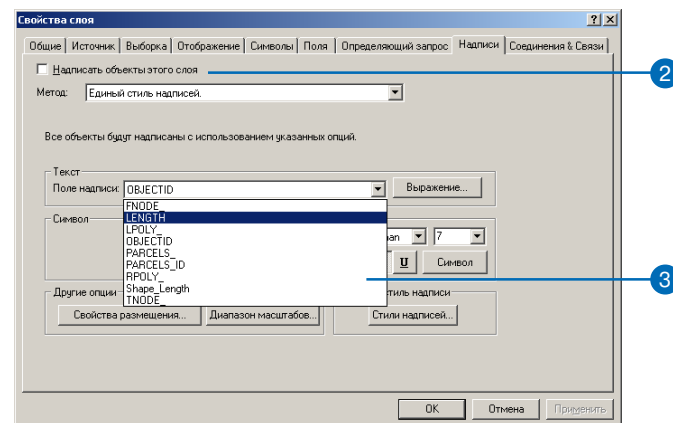 Свойства слоя
Общие Источник Выборка Отображение Символы Поля Определяющий запрос Надписи Соединения & Связи
Надписать объекты этого слоя
2
Метод: Единый стиль надписей.
Все объекты будут надписаны с использованием указанных опций.
Текст
Поле надписи: OBJECTID Выражение...
FNODE_
LENGTH
LPOLY_
OBJECTID
PARCELS_
PARCELS_ID
RPOLY_
Shape_Length
TNODE_
Символ
7
U Символ
3
Другие опции стиль надписи
Свойства размещения... Диапазон масштабов... Стили надписей...
OK Отмена Применить